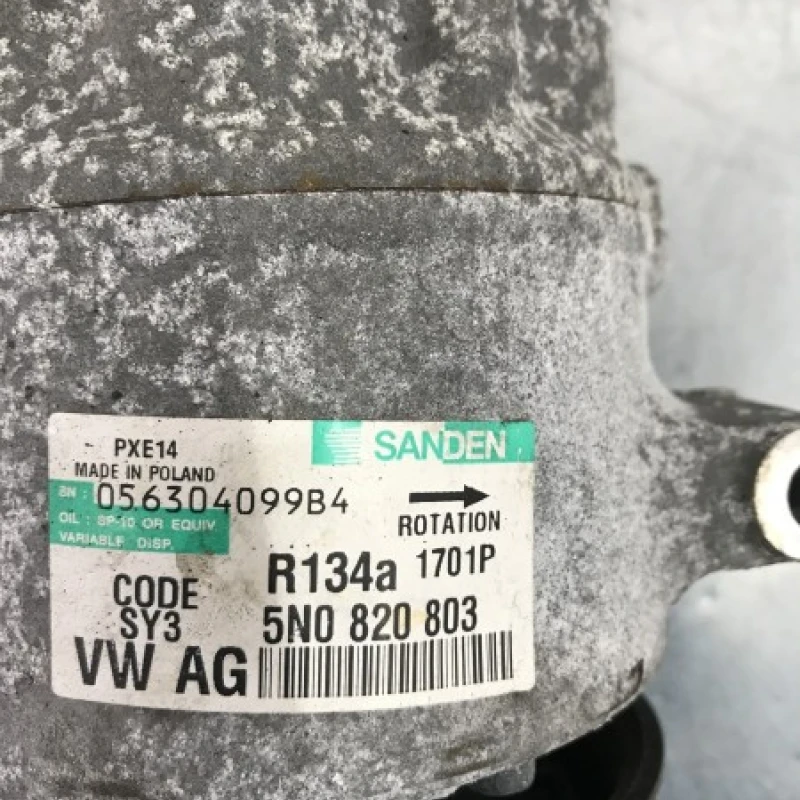 SANDEN
PXE14
MADE IN POLAND
SN : 056304099B4
OIL : SP-10 OR EQUIV.
VARIABLE DISP.
ROTATION
R134a 1701P
CODE
SY3
5N0 820 803
VW AG